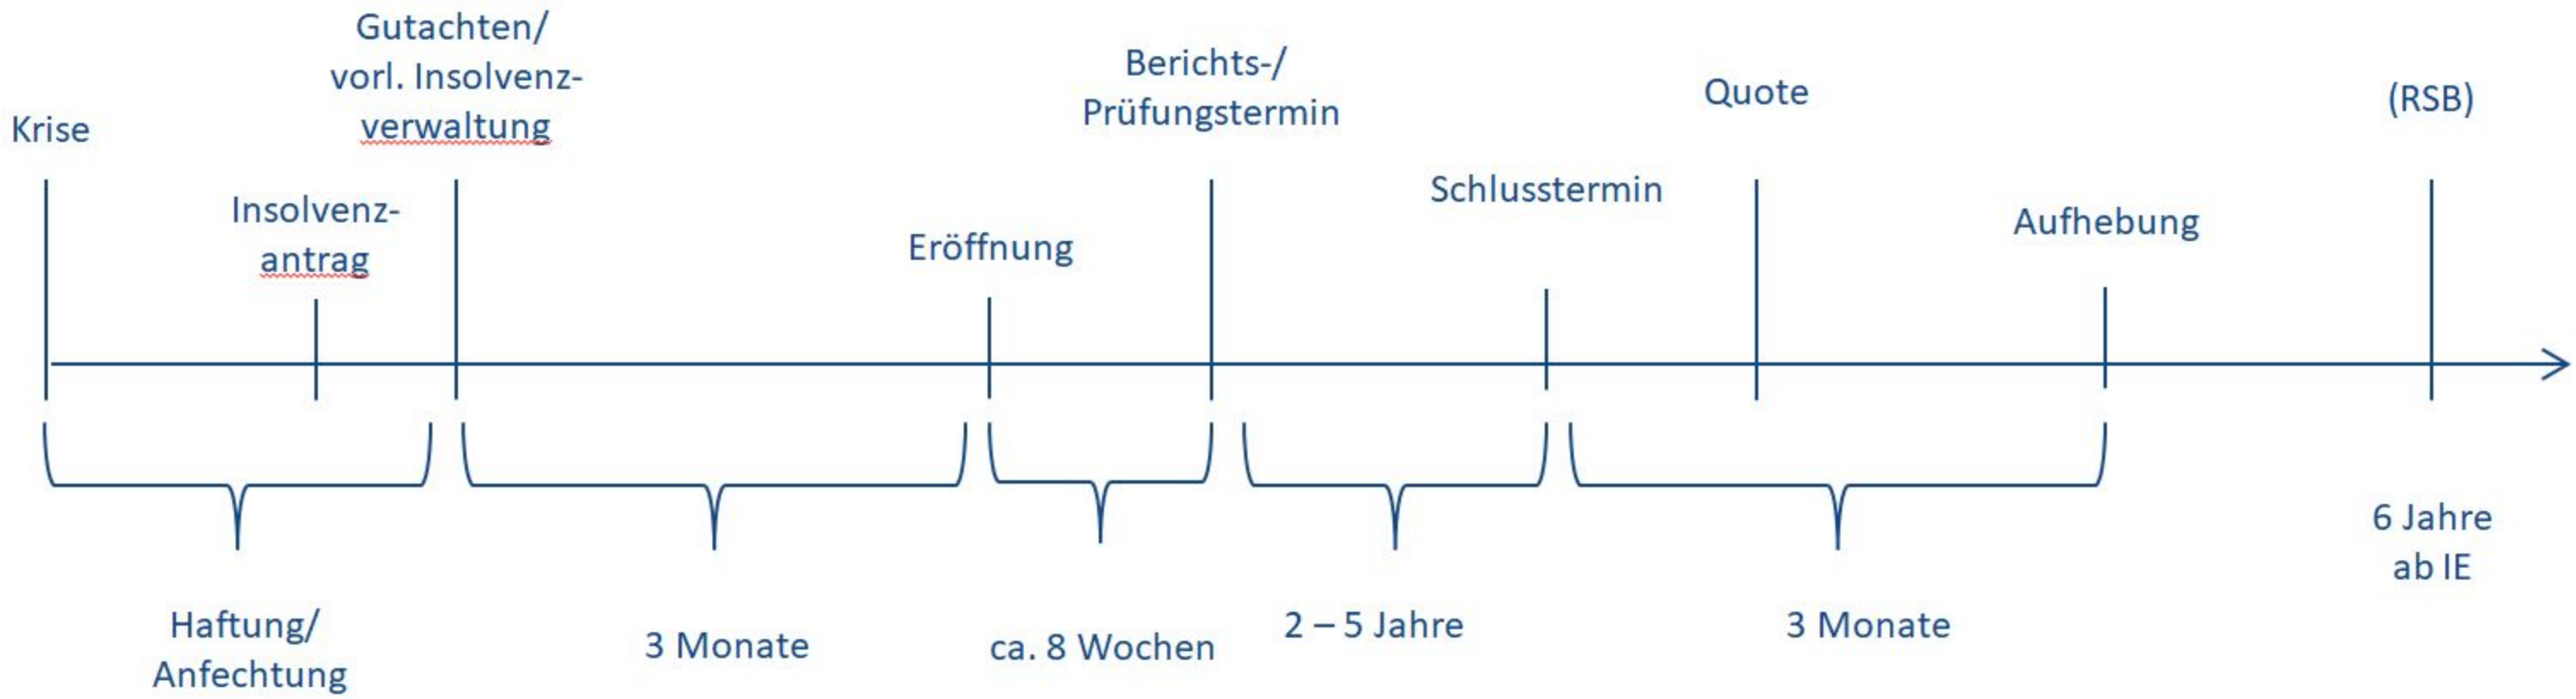 Krise
Insolvenz-
antrag
Gutachten/
vorl. Insolvenz-
verwaltung
Eröffnung
Berichts-/
Prüfungstermin
Schlusstermin
Quote
Aufhebung
(RSB)
Haftung/
Anfechtung
3 Monate
ca. 8 Wochen
2 – 5 Jahre
3 Monate
6 Jahre
ab IE